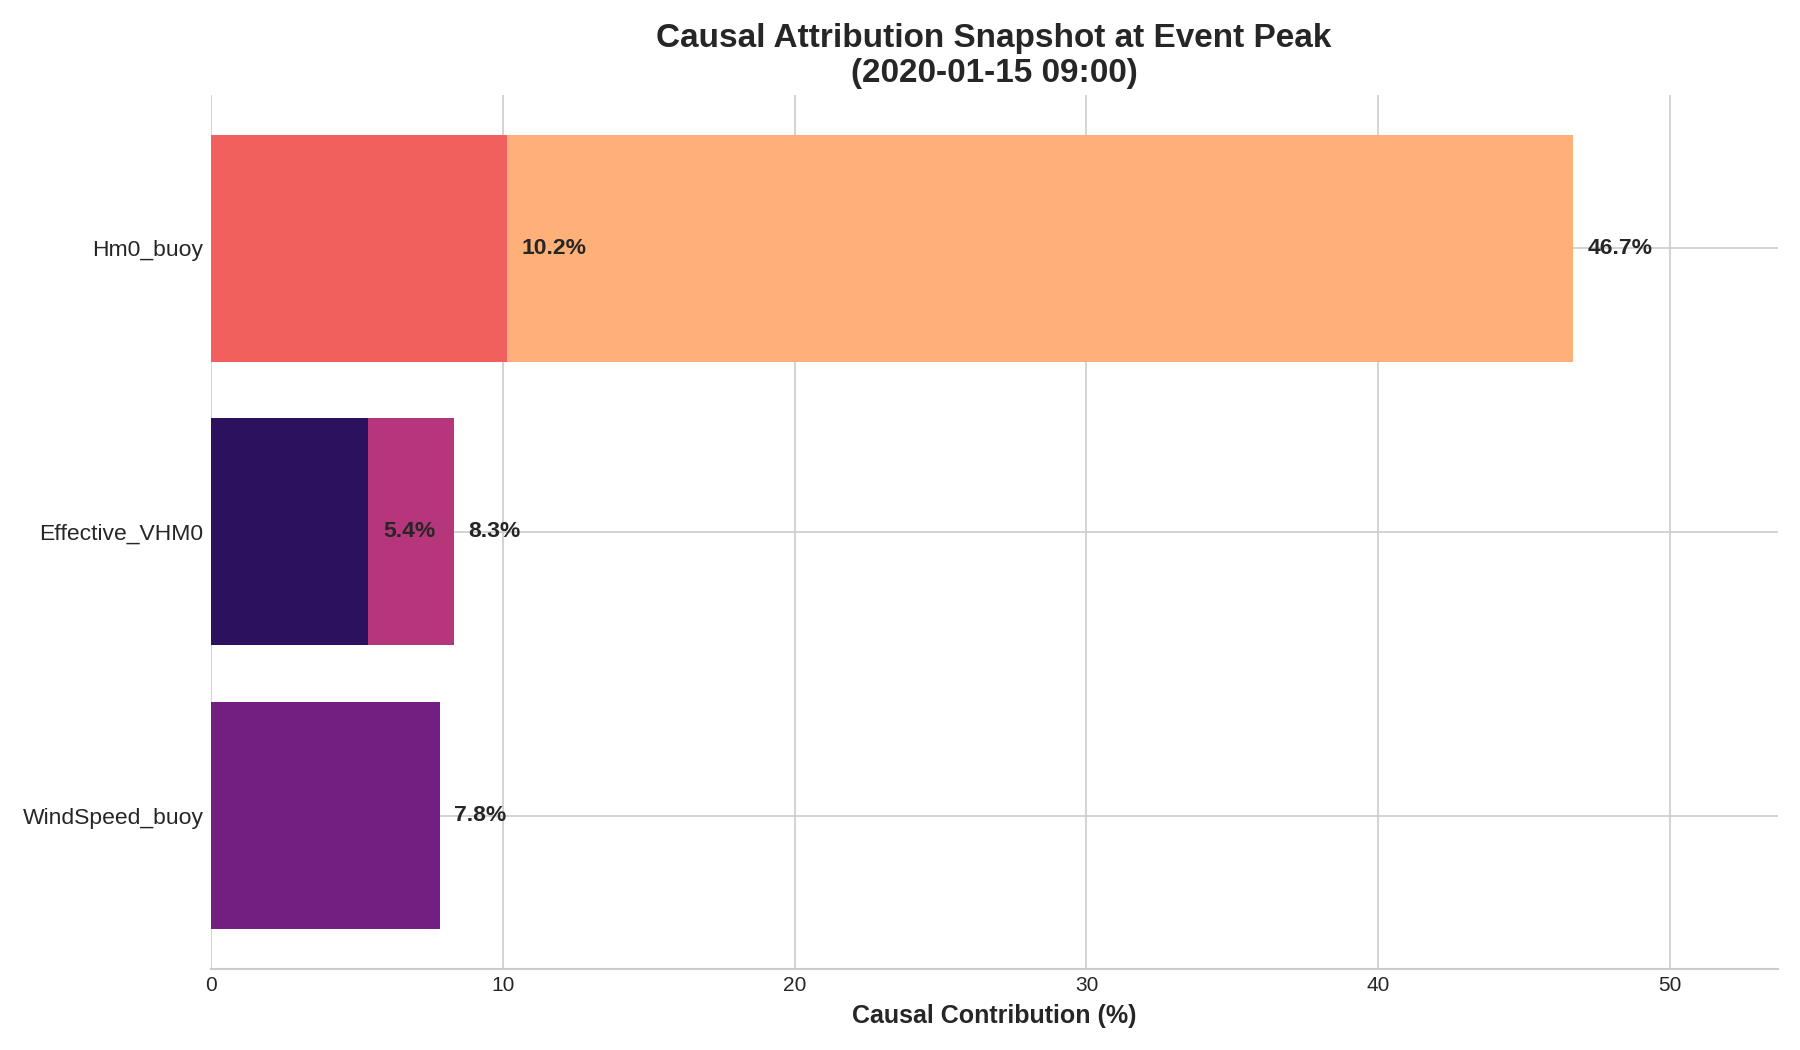 Causal Attribution Snapshot at Event Peak
(2020-01-15 09:00)
Hm0_buoy
10.2%
46.7%
Effective_VHM0
5.4%
8.3%
WindSpeed_buoy
7.8%
0 10 20 30 40 50
Causal Contribution (%)